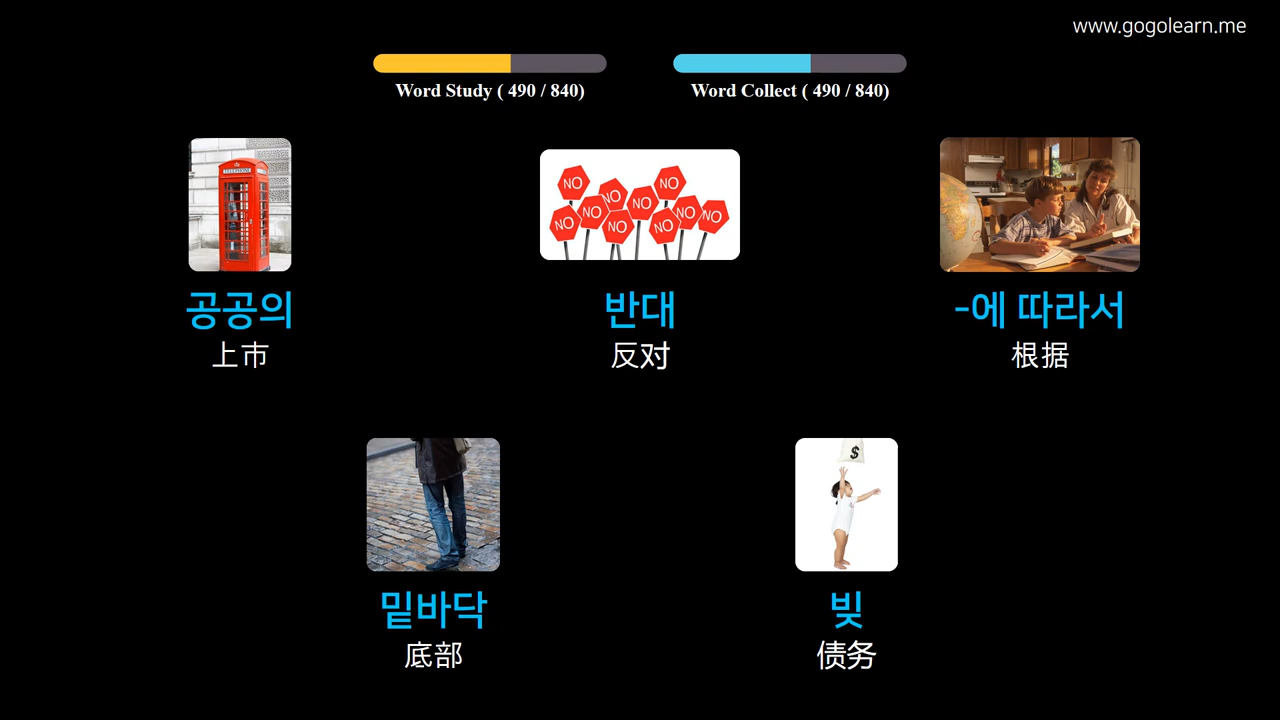 www.gogolearn.me
Word Study ( 490 / 840)
Word Collect ( 490 / 840)
TELEPHONE
NO
NO
NO
NO
NO
NO
NO
NO
NO
NO
공공의
上市
반대
反对
-에 따라서
根据
$
밑바닥
底部
빚
债务